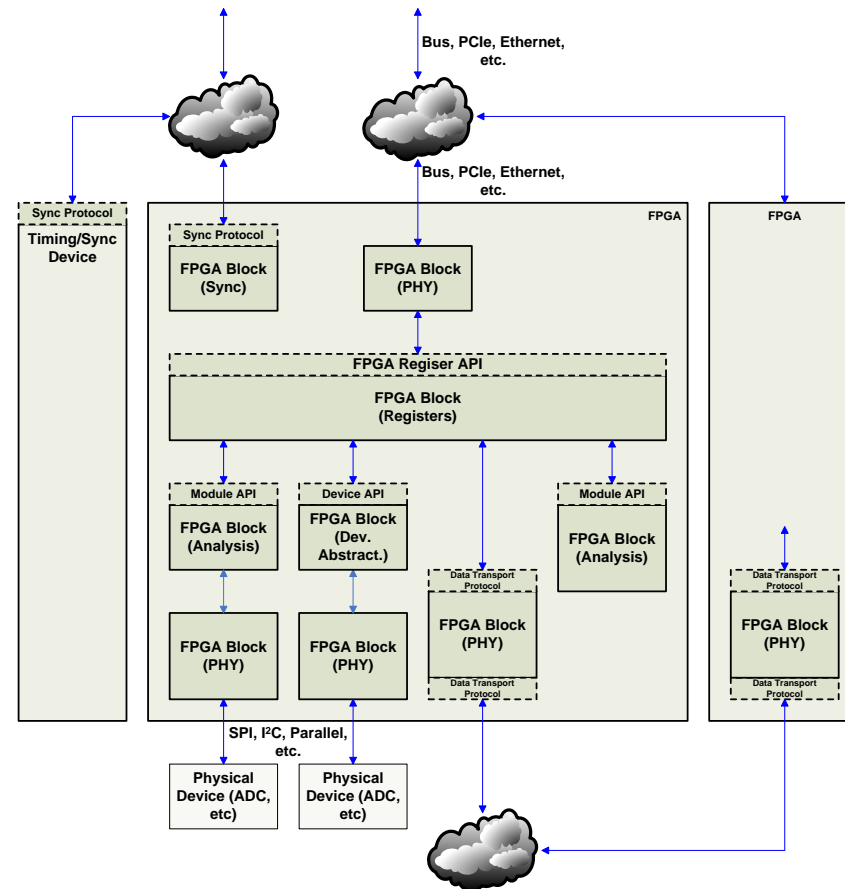 Bus, PCIe, Ethernet,
etc.
Bus, PCIe, Ethernet,
etc.
Sync Protocol
Timing/Sync
Device
FPGA
Sync Protocol
FPGA Block
(Sync)
FPGA Block
(PHY)
FPGA
FPGA Regiser API
FPGA Block
(Registers)
Module API
FPGA Block
(Analysis)
Device API
FPGA Block
(Dev.
Abstract.)
Module API
FPGA Block
(Analysis)
FPGA Block
(PHY)
FPGA Block
(PHY)
Data Transport
Protocol
FPGA Block
(PHY)
Data Transport
Protocol
Data Transport
Protocol
FPGA Block
(PHY)
Data Transport
Protocol
SPI, I²C, Parallel,
etc.
Physical
Device (ADC,
etc)
Physical
Device (ADC,
etc)